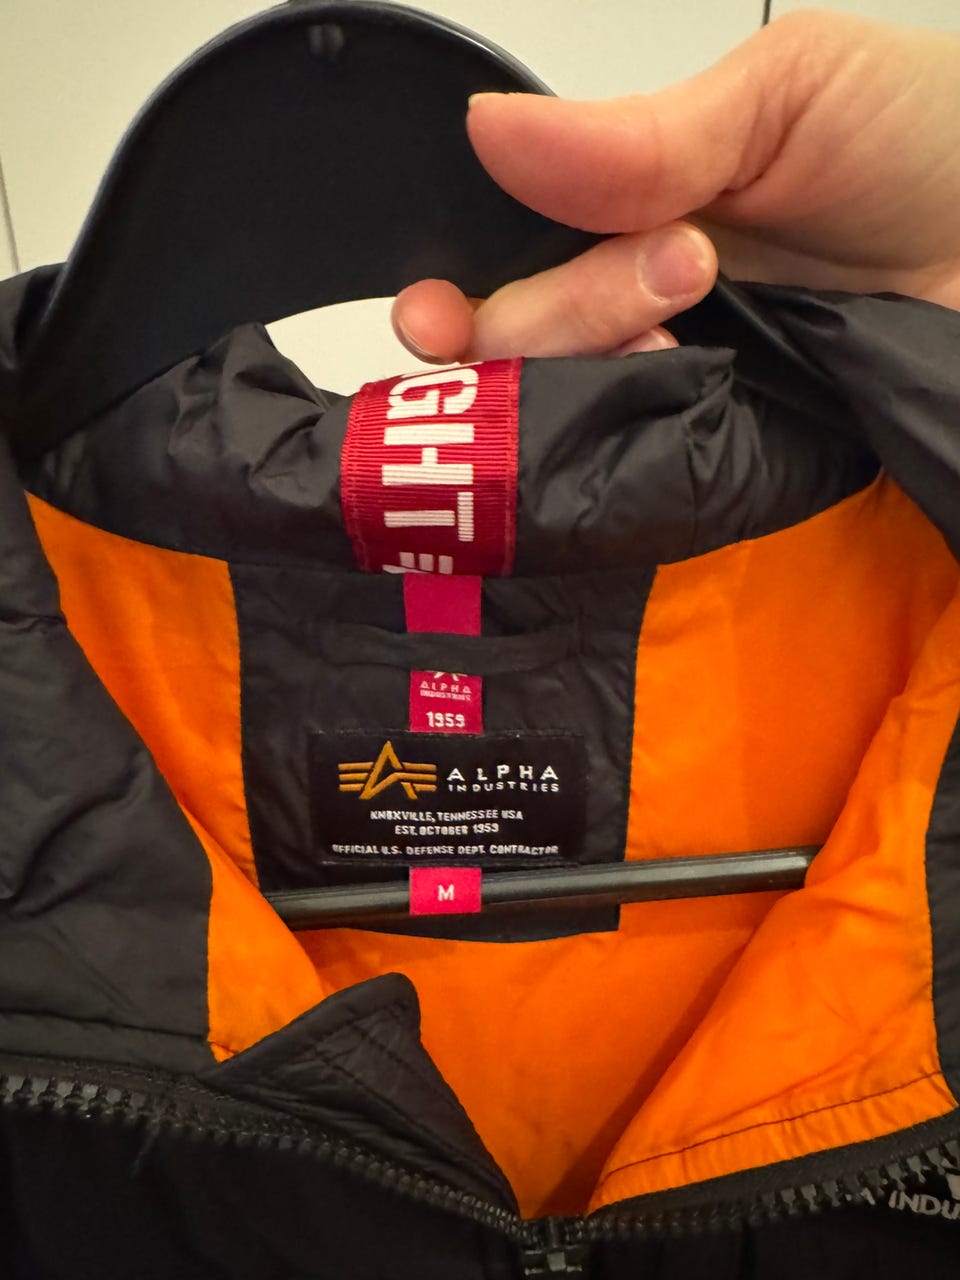 GHT
ALPHA
INDUSTRIES
1959
ALPHA
INDUSTRIES
KNOXVILLE, TENNESSEE USA
EST. OCTOBER 1959
OFFICIAL U.S. DEFENSE DEPT. CONTRACTOR
M
A INDU